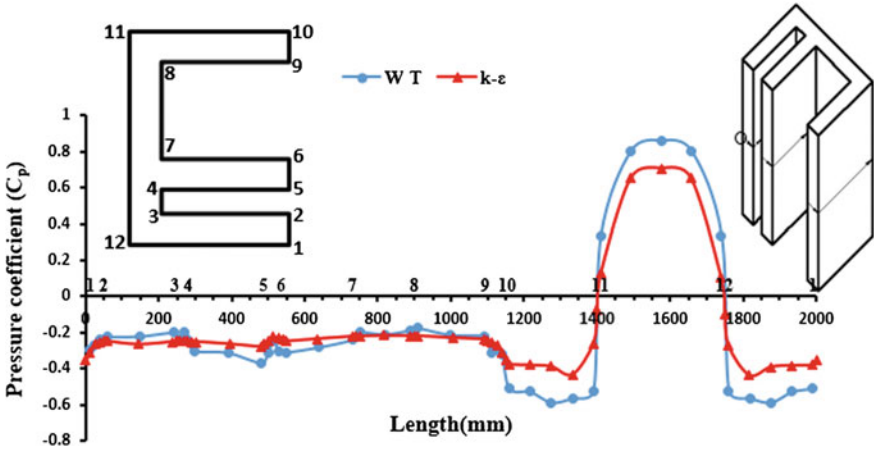 11 10
8 9
7 6
4 5
3 2
12 1
W T k-ε
Pressure coefficient (Cp)
1
0.8
0.6
0.4
0.2
0
-0.2
-0.4
-0.6
-0.8
1 2 3 4 5 6 7 8 9 10 11 12 1
0 200 400 600 800 1000 1200 1400 1600 1800 2000
Length(mm)
O